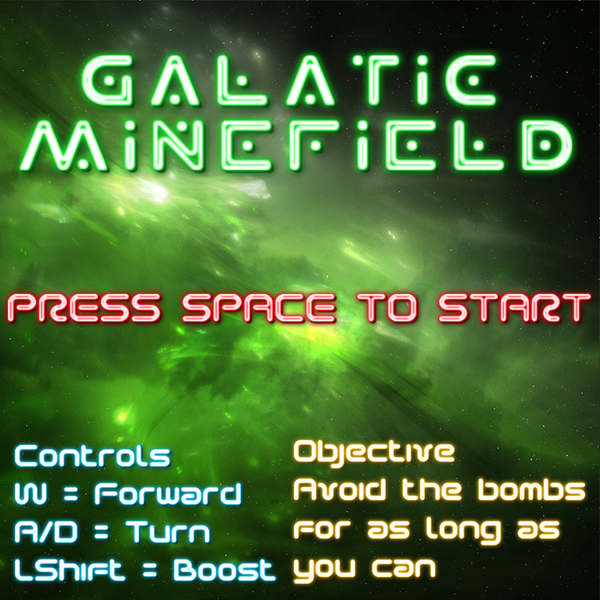 GALATIC
MINEFIELD
PRESS SPACE TO START
Controls
W = Forward
A/D = Turn
LShift = Boost
Objective
Avoid the bombs
for as long as
you can